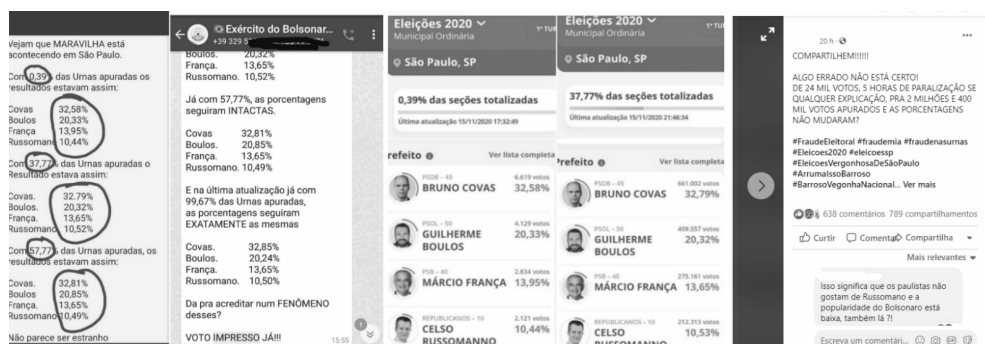 Vejam que MARAVILHA está
acontecendo em São Paulo.
Com 0,39% das Urnas apuradas os
resultados estavam assim:
Covas 32,58%
Boulos 20,33%
França 13,95%
Russomano 10,44%
Com 37,77% das Urnas apuradas o
Resultado estava assim:
Covas 32.79%
Boulos. 20,32%
França. 13,65%
Russomano. 10,52%
Com 57,77% das Urnas apuradas, os
resultados estavam assim:
Covas. 32,81%
Boulos 20,85%
França. 13,65%
Russomano 10,49%
Não parece ser estranho
Exército do Bolsonar...
+39 329 5
Boulos. 20,32%
França. 13,65%
Russomano. 10,52%
Já com 57,77%, as porcentagens
seguiram INTACTAS.
Covas 32,81%
Boulos. 20,85%
França. 13,65%
Russomano. 10,49%
E na última atualização já com
99,67% das Urnas apuradas,
as porcentagens seguiram
EXATAMENTE as mesmas
Covas. 32,85%
Boulos. 20,24%
França. 13,65%
Russomano. 10,50%
Da pra acreditar num FENÔMENO
desses?
VOTO IMPRESSO JÁ!!!
15:55
1
Eleições 2020
Municipal Ordinária
1º TUR
São Paulo, SP
0,39% das seções totalizadas
Última atualização 15/11/2020 17:32:49
refeito
Ver lista completa
PSDB – 45
6.619 votos
BRUNO COVAS 32,58%
PSOL – 50
4.129 votos
GUILHERME 20,33%
BOULOS
PSB – 40
2.834 votos
MÁRCIO FRANÇA 13,95%
REPUBLICANOS – 10
2.121 votos
CELSO 10,44%
RUSSOMANNO
Eleições 2020
Municipal Ordinária
1º TUR
São Paulo, SP
37,77% das seções totalizadas
Última atualização 15/11/2020 21:46:34
Prefeito
Ver lista completa
PSDB – 45
661.002 votos
BRUNO COVAS 32,79%
PSOL – 50
409.557 votos
GUILHERME 20,32%
BOULOS
PSB – 40
275.161 votos
MÁRCIO FRANÇA 13,65%
REPUBLICANOS – 10
212.313 votos
CELSO 10,53%
RUSSOMANNO
20 h
COMPARTILHEM!!!!!!!
ALGO ERRADO NÃO ESTÁ CERTO!
DE 24 MIL VOTOS, 5 HORAS DE PARALIZAÇÃO SE
QUALQUER EXPLICAÇÃO, PRA 2 MILHÕES E 400
MIL VOTOS APURADOS E AS PORCENTAGENS
NÃO MUDARAM?
#FraudeEleitoral #fraudemia #fraudenasurnas
#Eleicoes2020 #eleicoessp
#EleicoesVergonhosaDeSãoPaulo
#ArrumaIssoBarroso
#BarrosoVegonhaNacional... Ver mais
638 comentários 789 compartilhamentos
Curtir Comenta Compartilha
Mais relevantes
Isso significa que os paulistas não
gostam de Russomano e a
popularidade do Bolsonaro está
baixa, também lá ?!
Escreva um comentári...
GIF